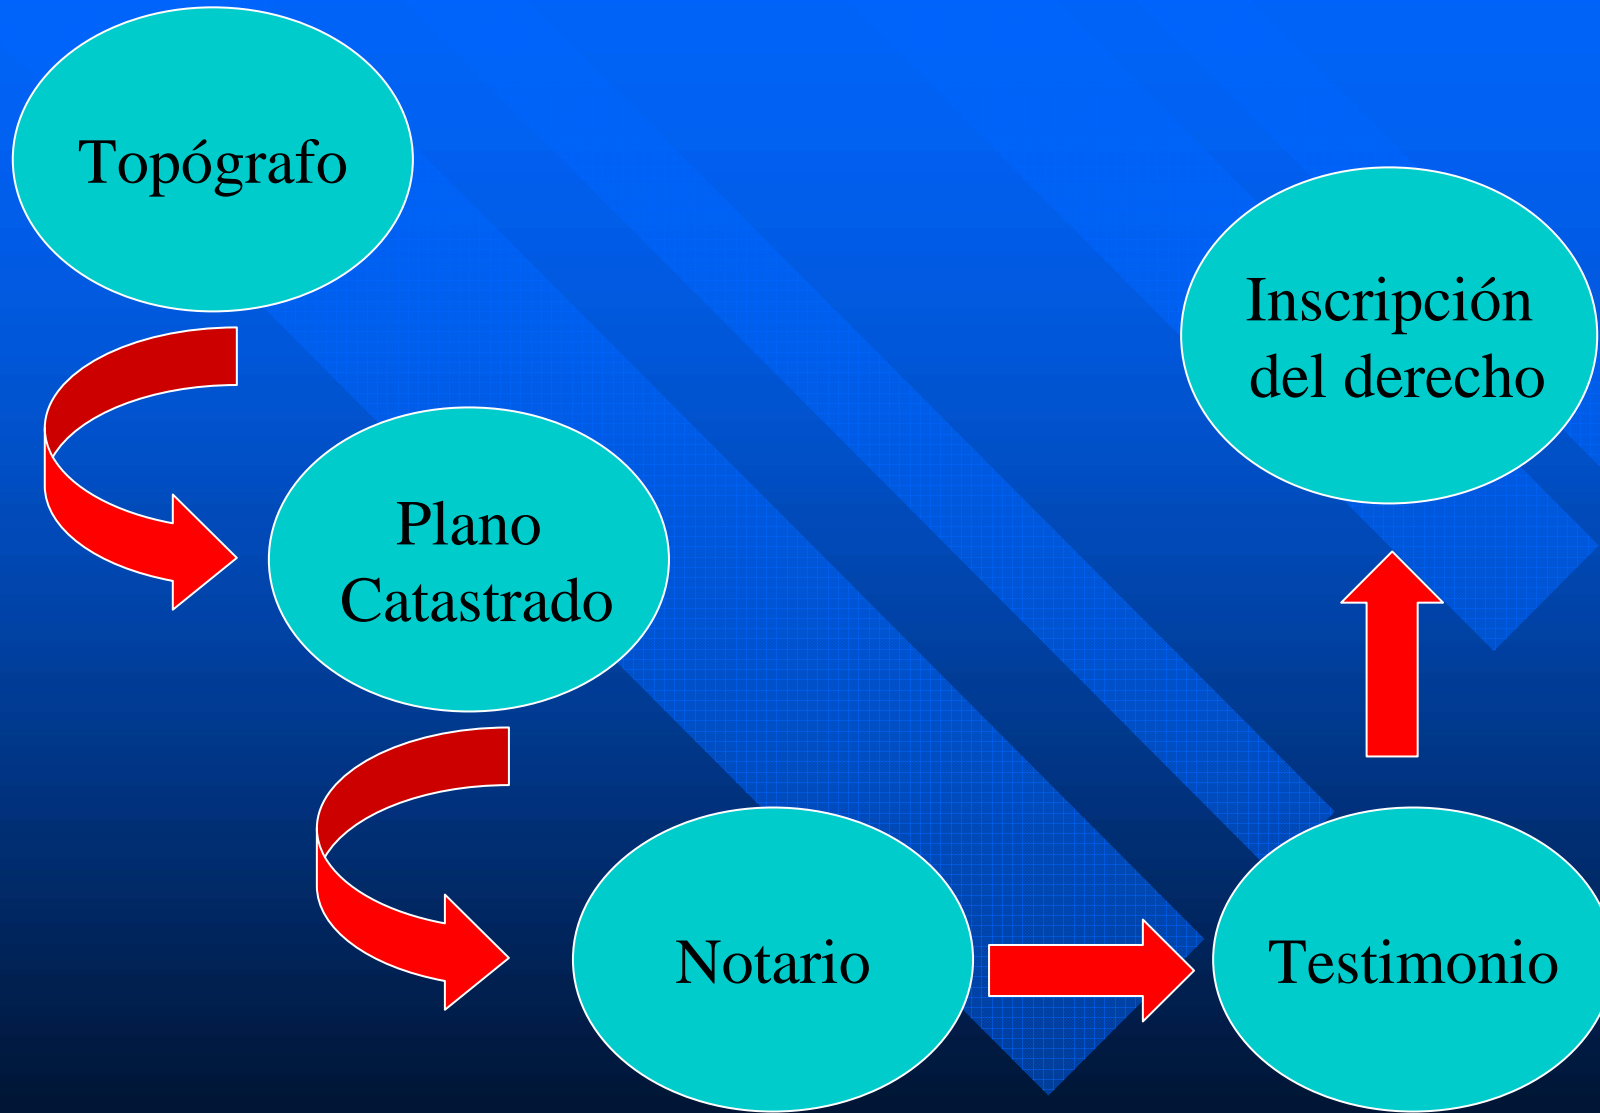 Topógrafo
Plano
Catastrado
Notario
Testimonio
Inscripción
del derecho